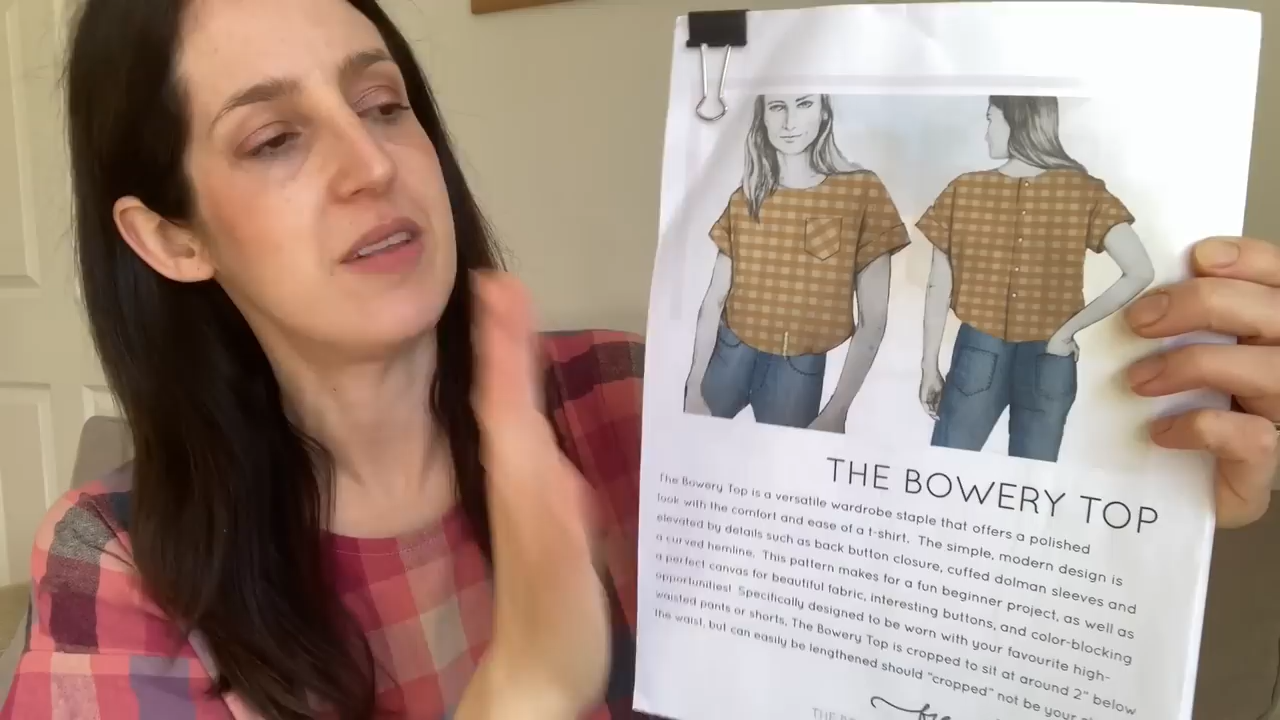 THE BOWERY TOP
The Bowery Top is a versatile wardrobe staple that offers a polished
look with the comfort and ease of a t-shirt. The simple, modern design is
elevated by details such as back button closure, cuffed dolman sleeves and
a curved hemline. This pattern makes for a fun beginner project, as well as
a perfect canvas for beautiful fabric, interesting buttons, and color-blocking
opportunities! Specifically designed to be worn with your favourite high-
waisted pants or shorts, The Bowery Top is cropped to sit at around 2" below
the waist, but can easily be lengthened should "cropped" not be your
THE